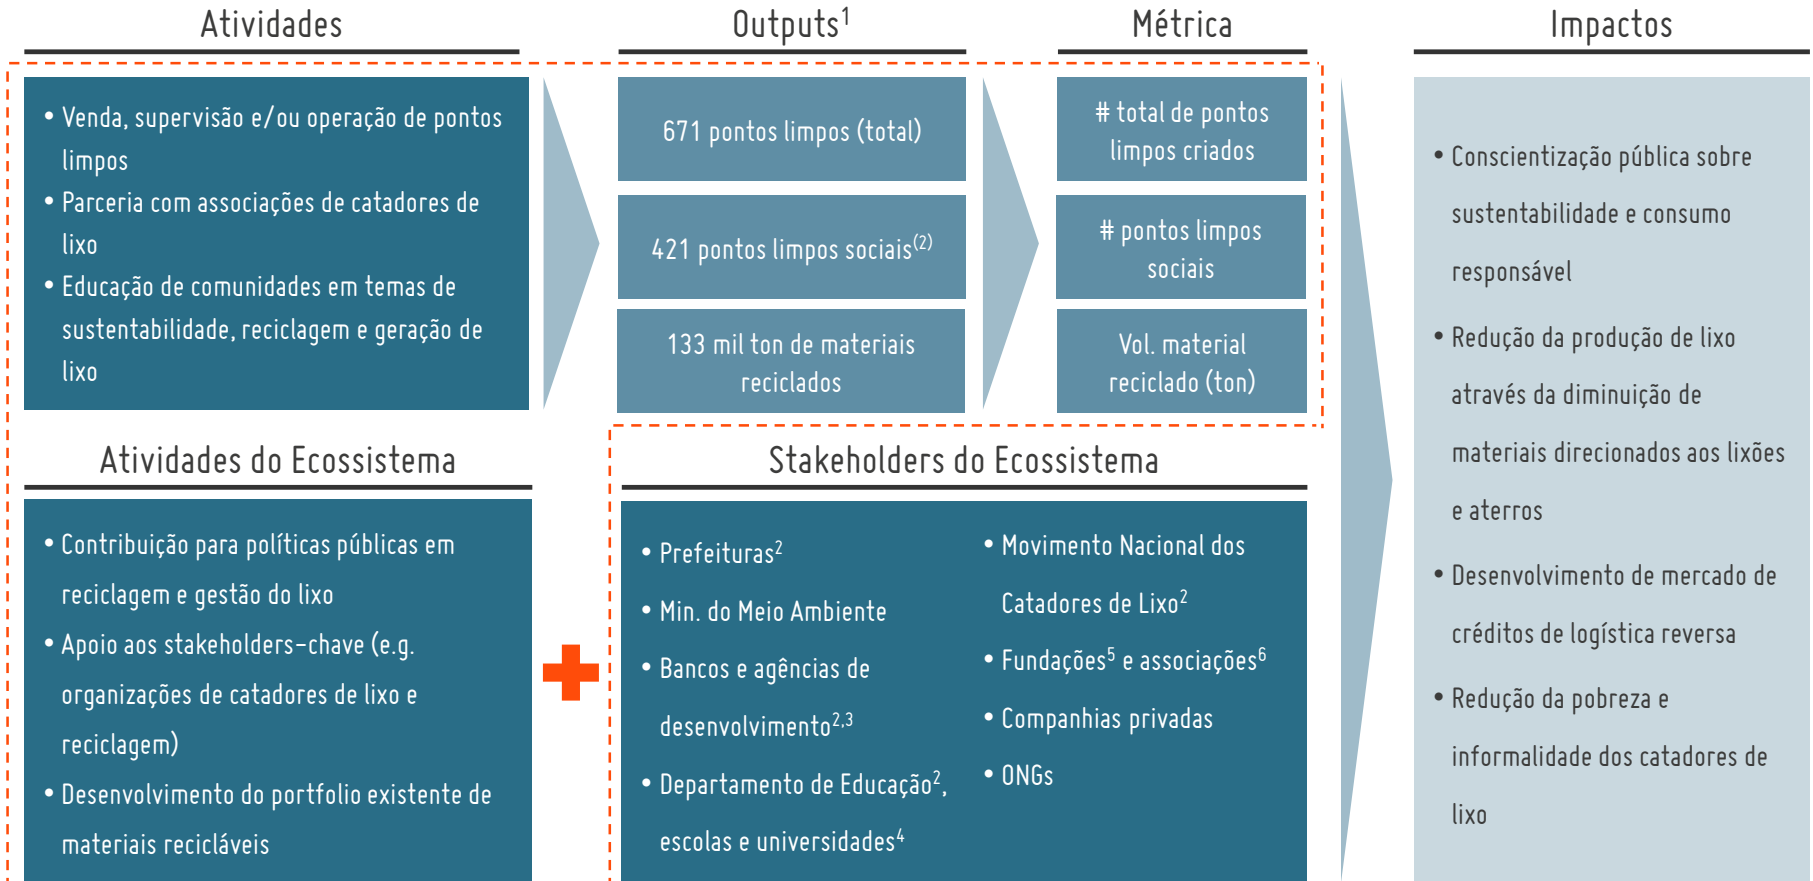 Atividades
Outputs¹
Métrica
Impactos
• Venda, supervisão e/ou operação de pontos
limpos
• Parceria com associações de catadores de
lixo
• Educação de comunidades em temas de
sustentabilidade, reciclagem e geração de
lixo
671 pontos limpos (total)
421 pontos limpos sociais⁽²⁾
133 mil ton de materiais
reciclados
# total de pontos
limpos criados
# pontos limpos
sociais
Vol. material
reciclado (ton)
Atividades do Ecossistema
• Contribuição para políticas públicas em
reciclagem e gestão do lixo
• Apoio aos stakeholders-chave (e.g.
organizações de catadores de lixo e
reciclagem)
• Desenvolvimento do portfolio existente de
materiais recicláveis
Stakeholders do Ecossistema
• Prefeituras²
• Min. do Meio Ambiente
• Bancos e agências de
desenvolvimento²,³
• Departamento de Educação²,
escolas e universidades⁴
• Movimento Nacional dos
Catadores de Lixo²
• Fundações⁵ e associações⁶
• Companhias privadas
• ONGs
• Conscientização pública sobre
sustentabilidade e consumo
responsável
• Redução da produção de lixo
através da diminuição de
materiais direcionados aos lixões
e aterros
• Desenvolvimento de mercado de
créditos de logística reversa
• Redução da pobreza e
informalidade dos catadores de
lixo